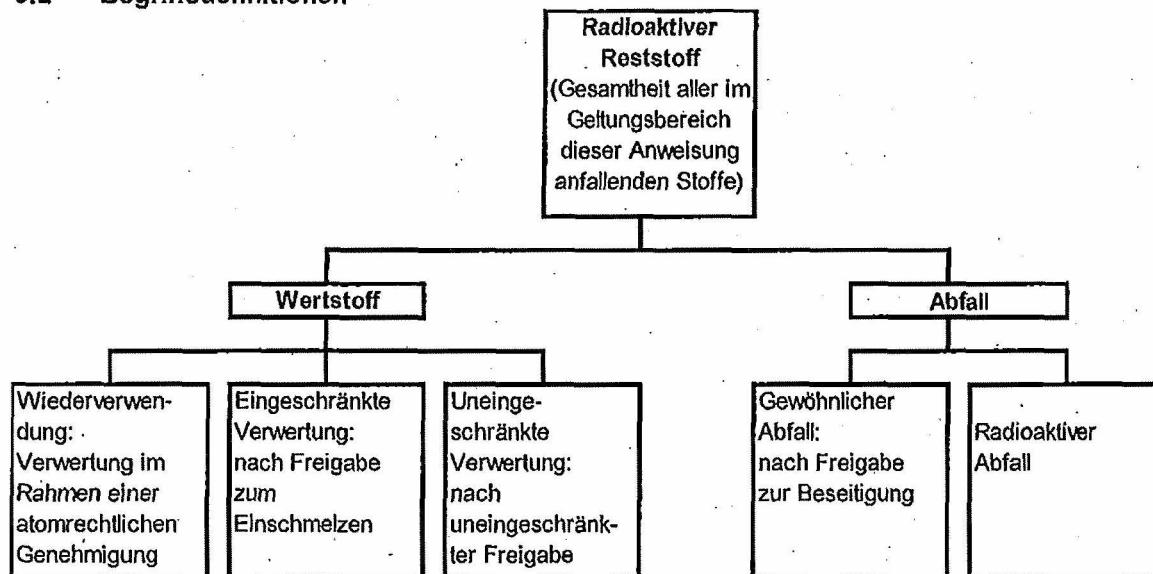 Radioaktiver
Reststoff
(Gesamtheit aller im
Geltungsbereich
dieser Anweisung
anfallenden Stoffe)
Wertstoff
Abfall
Wiederverwen-
dung:
Verwertung im
Rahmen einer
atomrechtlichen
Genehmigung
Eingeschränkte
Verwertung:
nach Freigabe
zum
Einschmelzen
Uneinge-
schränkte
Verwertung:
nach
uneingeschränk-
ter Freigabe
Gewöhnlicher
Abfall:
nach Freigabe
zur Beseitigung
Radioaktiver
Abfall